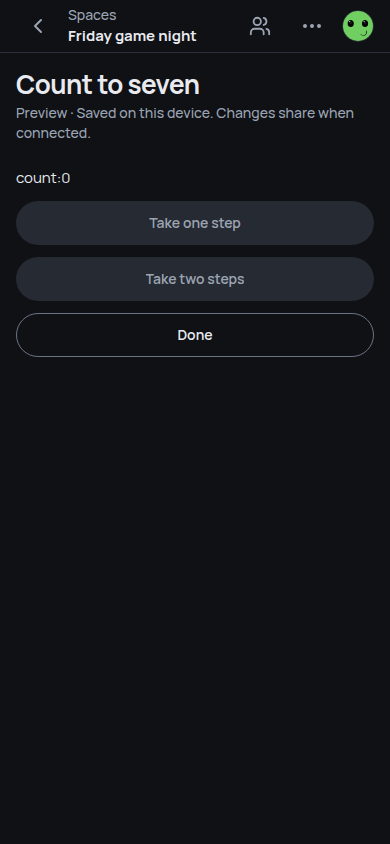 Spaces
Friday game night
Count to seven
Preview · Saved on this device. Changes share when
connected.
count:0
Take one step
Take two steps
Done